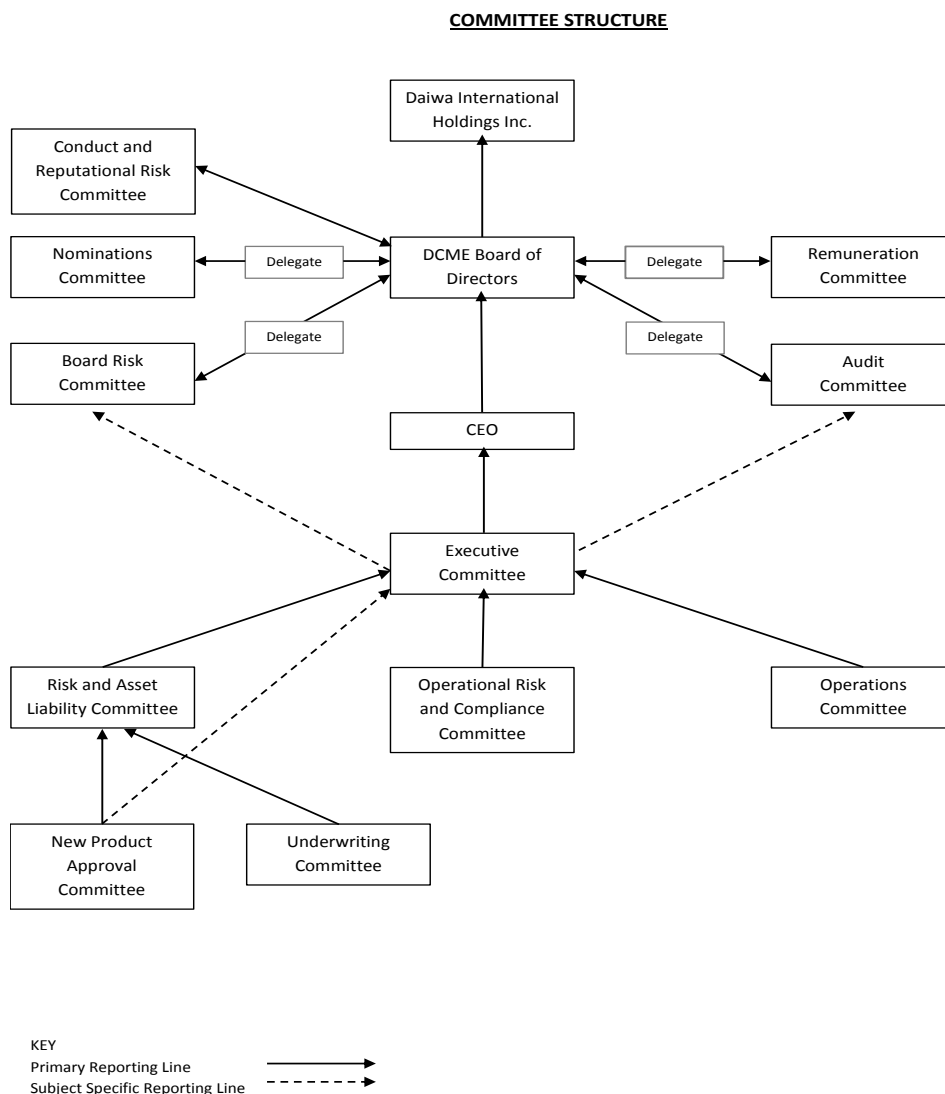 COMMITTEE STRUCTURE
Daiwa International
Holdings Inc.
Conduct and
Reputational Risk
Committee
Nominations
Committee
Delegate
DCME Board of
Directors
Delegate
Remuneration
Committee
Board Risk
Committee
Delegate
Delegate
Audit
Committee
CEO
Executive
Committee
Risk and Asset
Liability Committee
Operational Risk
and Compliance
Committee
Operations
Committee
New Product
Approval
Committee
Underwriting
Committee
KEY
Primary Reporting Line
Subject Specific Reporting Line